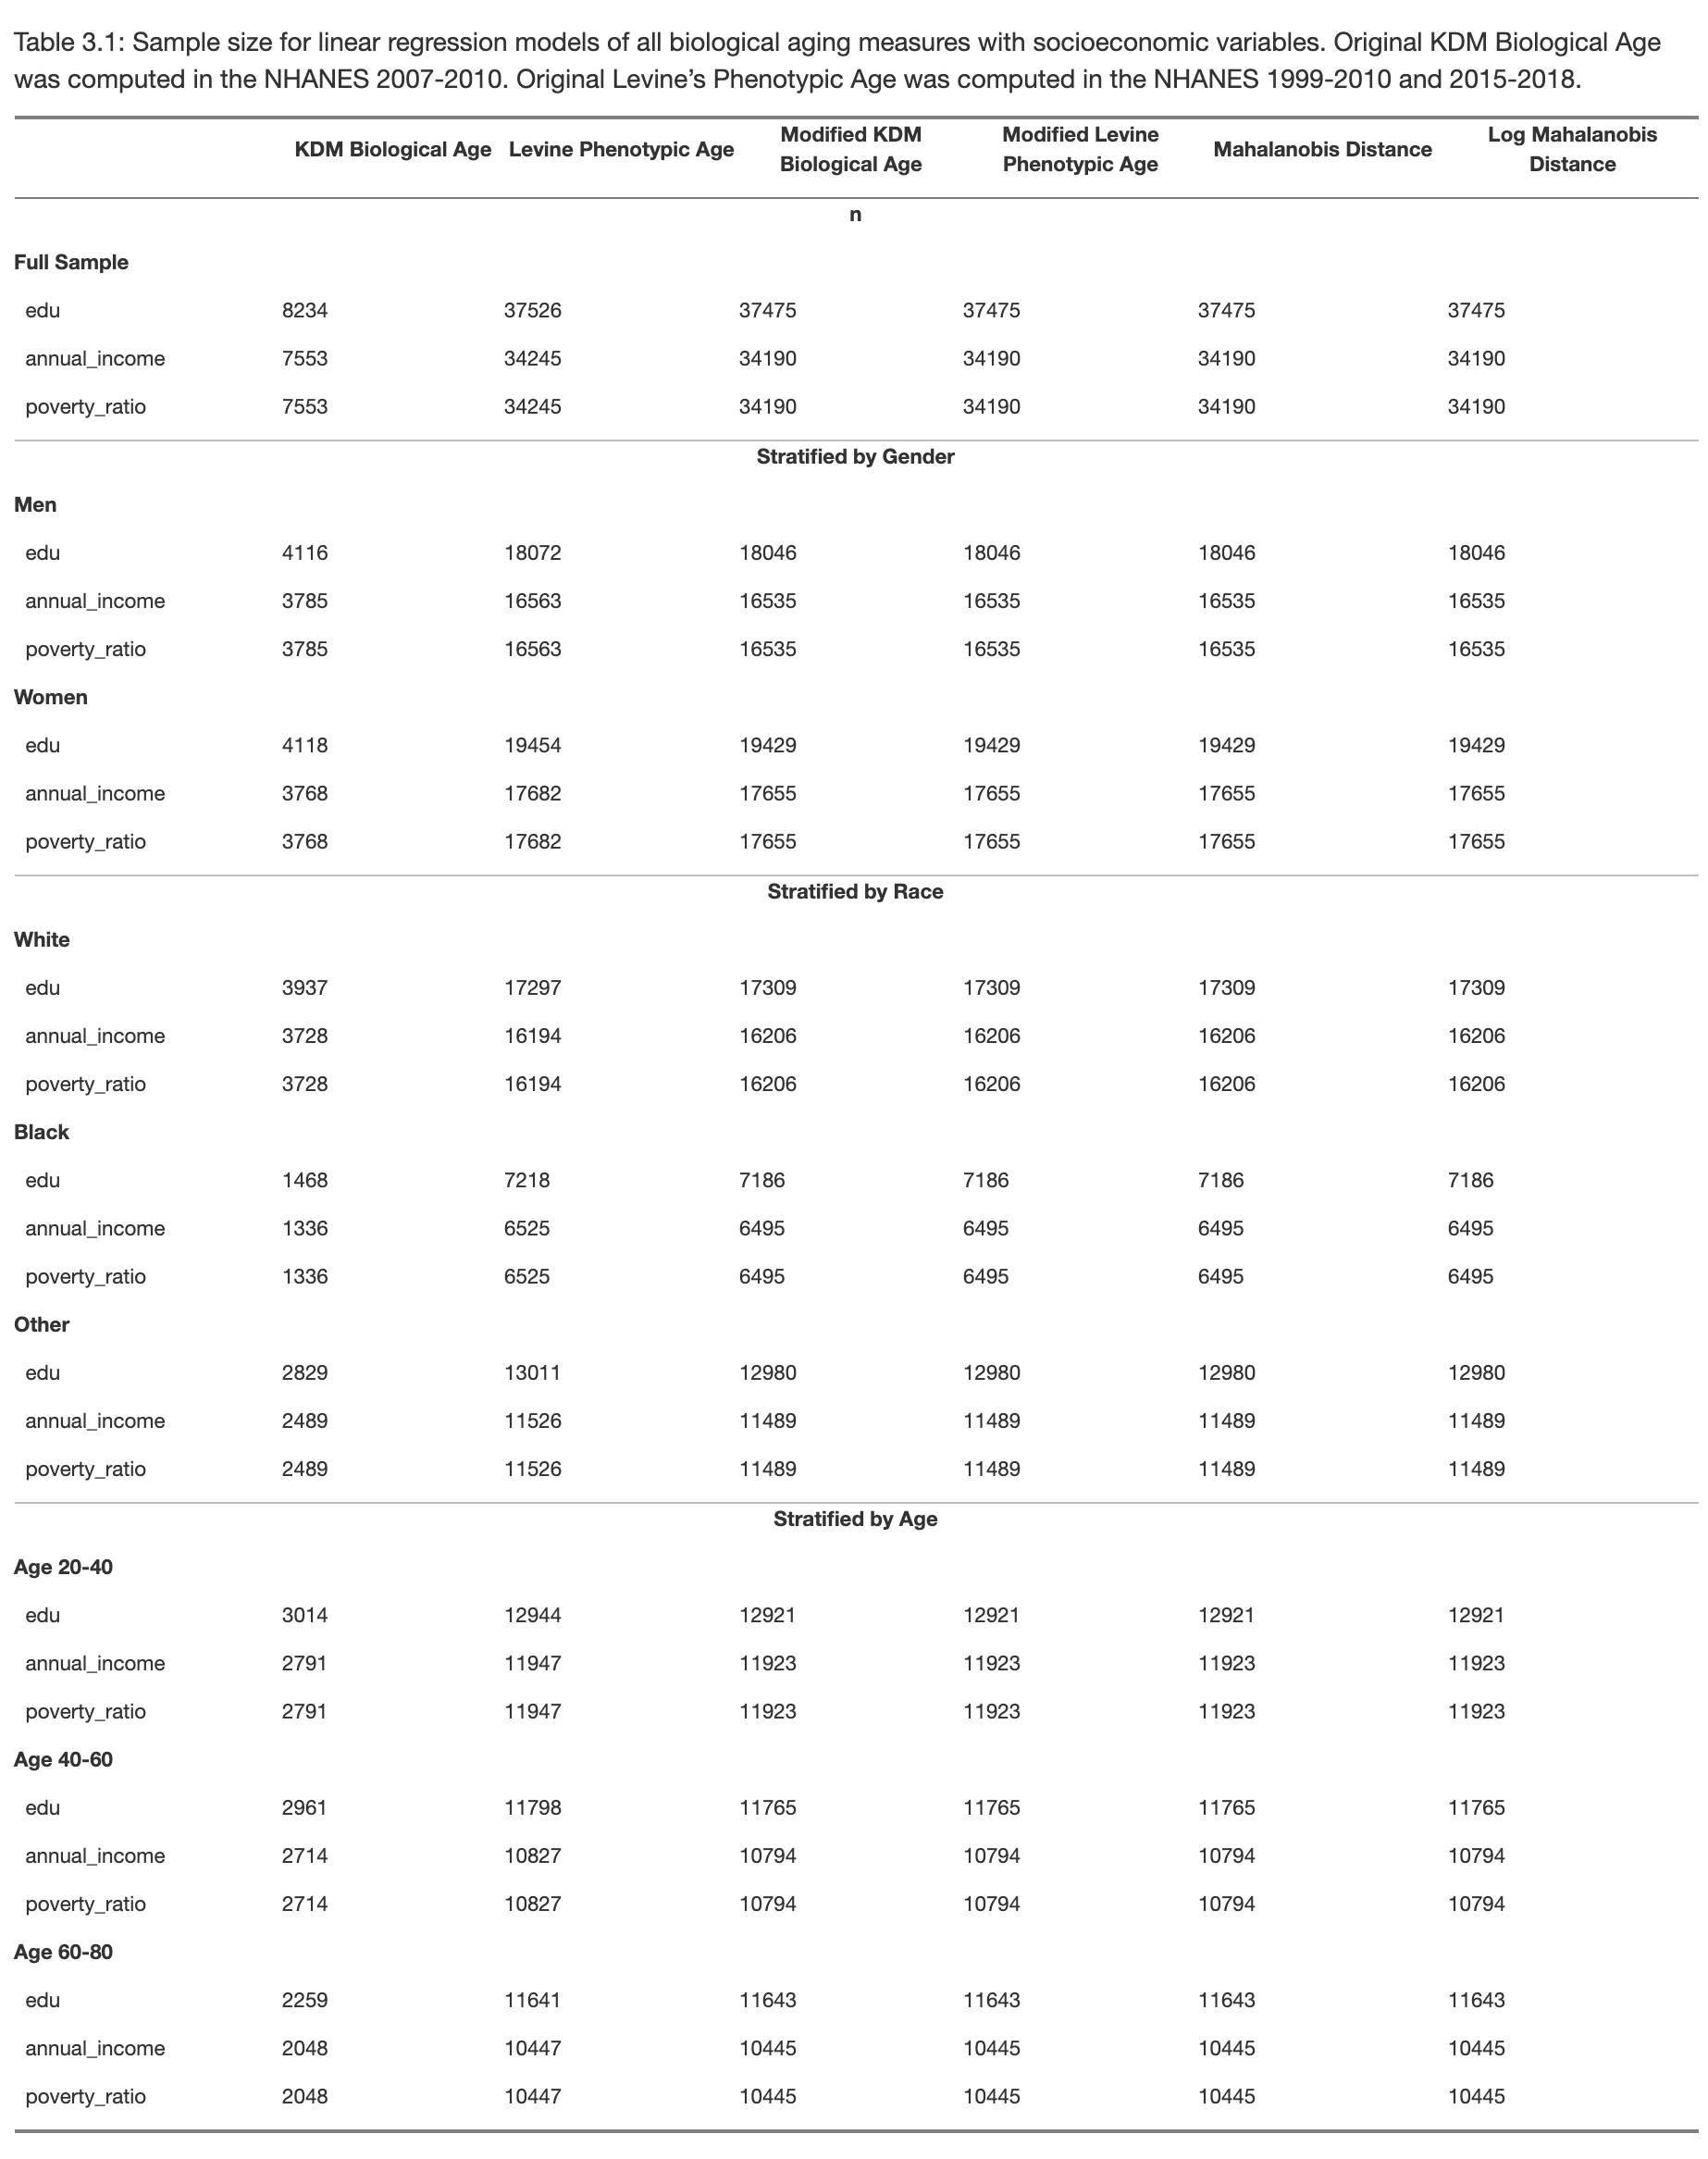 Table 3.1: Sample size for linear regression models of all biological aging measures with socioeconomic variables. Original KDM Biological Age
was computed in the NHANES 2007-2010. Original Levine’s Phenotypic Age was computed in the NHANES 1999-2010 and 2015-2018.
KDM Biological Age Levine Phenotypic Age Modified KDM Biological Age Modified Levine Phenotypic Age Mahalanobis Distance Log Mahalanobis Distance
n
Full Sample
edu 8234 37526 37475 37475 37475 37475
annual_income 7553 34245 34190 34190 34190 34190
poverty_ratio 7553 34245 34190 34190 34190 34190
Stratified by Gender
Men
edu 4116 18072 18046 18046 18046 18046
annual_income 3785 16563 16535 16535 16535 16535
poverty_ratio 3785 16563 16535 16535 16535 16535
Women
edu 4118 19454 19429 19429 19429 19429
annual_income 3768 17682 17655 17655 17655 17655
poverty_ratio 3768 17682 17655 17655 17655 17655
Stratified by Race
White
edu 3937 17297 17309 17309 17309 17309
annual_income 3728 16194 16206 16206 16206 16206
poverty_ratio 3728 16194 16206 16206 16206 16206
Black
edu 1468 7218 7186 7186 7186 7186
annual_income 1336 6525 6495 6495 6495 6495
poverty_ratio 1336 6525 6495 6495 6495 6495
Other
edu 2829 13011 12980 12980 12980 12980
annual_income 2489 11526 11489 11489 11489 11489
poverty_ratio 2489 11526 11489 11489 11489 11489
Stratified by Age
Age 20-40
edu 3014 12944 12921 12921 12921 12921
annual_income 2791 11947 11923 11923 11923 11923
poverty_ratio 2791 11947 11923 11923 11923 11923
Age 40-60
edu 2961 11798 11765 11765 11765 11765
annual_income 2714 10827 10794 10794 10794 10794
poverty_ratio 2714 10827 10794 10794 10794 10794
Age 60-80
edu 2259 11641 11643 11643 11643 11643
annual_income 2048 10447 10445 10445 10445 10445
poverty_ratio 2048 10447 10445 10445 10445 10445